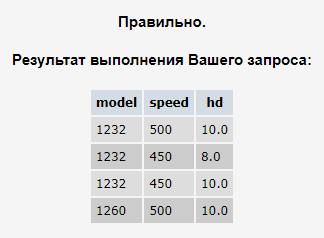 Правильно.
Результат выполнения Вашего запроса:
model speed hd
1232 500 10.0
1232 450 8.0
1232 450 10.0
1260 500 10.0